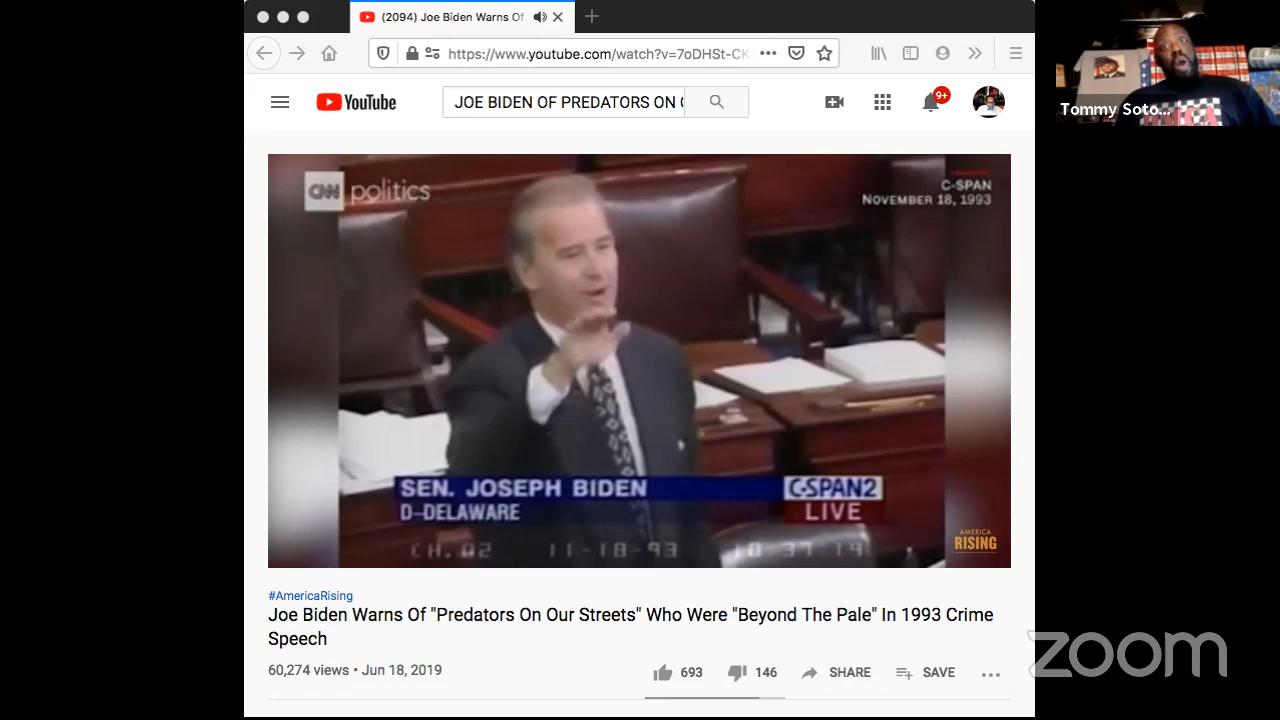 (2094) Joe Biden Warns Of
https://www.youtube.com/watch?v=7oDHSt-CK
YouTube
JOE BIDEN OF PREDATORS ON
9+
Tommy Soto...
CNN politics
C-SPAN
NOVEMBER 18, 1993
SEN. JOSEPH BIDEN
D-DELAWARE
C-SPAN2
LIVE
CH. 02 11-18-93 10 37 19
AMERICA
RISING
#AmericaRising
Joe Biden Warns Of "Predators On Our Streets" Who Were "Beyond The Pale" In 1993 Crime
Speech
60,274 views • Jun 18, 2019
693
146
SHARE
SAVE
zoom